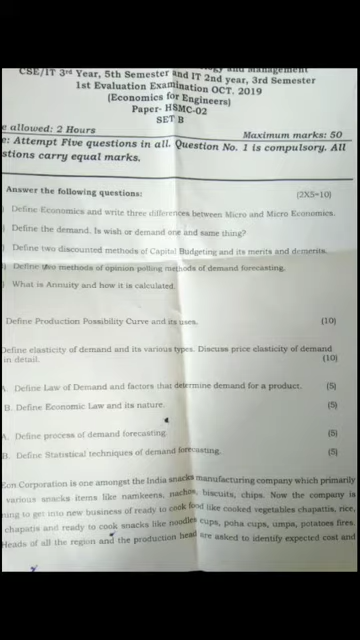 and Management
CSE/IT 3rd Year, 5th Semester and IT 2nd year, 3rd Semester
1st Evaluation Examination OCT. 2019
(Economics for Engineers)
Paper- HSMC-02
SET B
e allowed: 2 Hours
Maximum marks: 50
e: Attempt Five questions in all. Question No. 1 is compulsory. All
stions carry equal marks.
Answer the following questions: (2X5=10)
) Define Economics and write three differences between Micro and Micro Economics.
) Define the demand. Is wish or demand one and same thing?
) Define two discounted methods of Capital Budgeting and its merits and demerits.
) Define two methods of opinion polling methods of demand forecasting.
) What is Annuity and how it is calculated.
Define Production Possibility Curve and its uses. (10)
Define elasticity of demand and its various types. Discuss price elasticity of demand
in detail. (10)
A. Define Law of Demand and factors that determine demand for a product. (5)
B. Define Economic Law and its nature. (5)
A. Define process of demand forecasting. (5)
B. Define Statistical techniques of demand forecasting. (5)
Eon Corporation is one amongst the India snacks manufacturing company which primarily
various snacks items like namkeens, nachos, biscuits, chips. Now the company is
ning to get into new business of ready to cook food like cooked vegetables chapattis, rice,
chapatis and ready to cook snacks like noodles cups, poha cups, umps, potatoes fires.
Heads of all the region and the production head are asked to identify expected cost and